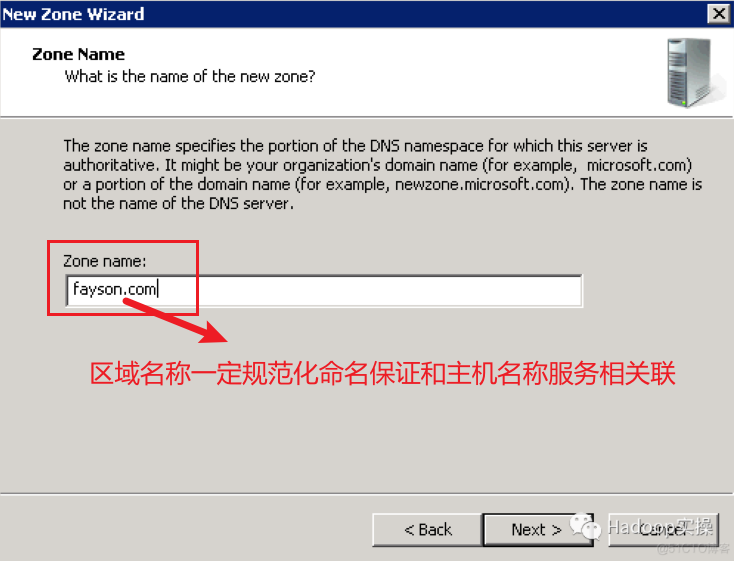 New Zone Wizard
Zone Name
What is the name of the new zone?
The zone name specifies the portion of the DNS namespace for which this server is
authoritative. It might be your organization's domain name (for example, microsoft.com)
or a portion of the domain name (for example, newzone.microsoft.com). The zone name is
not the name of the DNS server.
Zone name:
fayson.com
区域名称一定规范化命名保证和主机名称服务相关联
< Back
Next >
Cancel
Hadoop实操
@51CTO博客